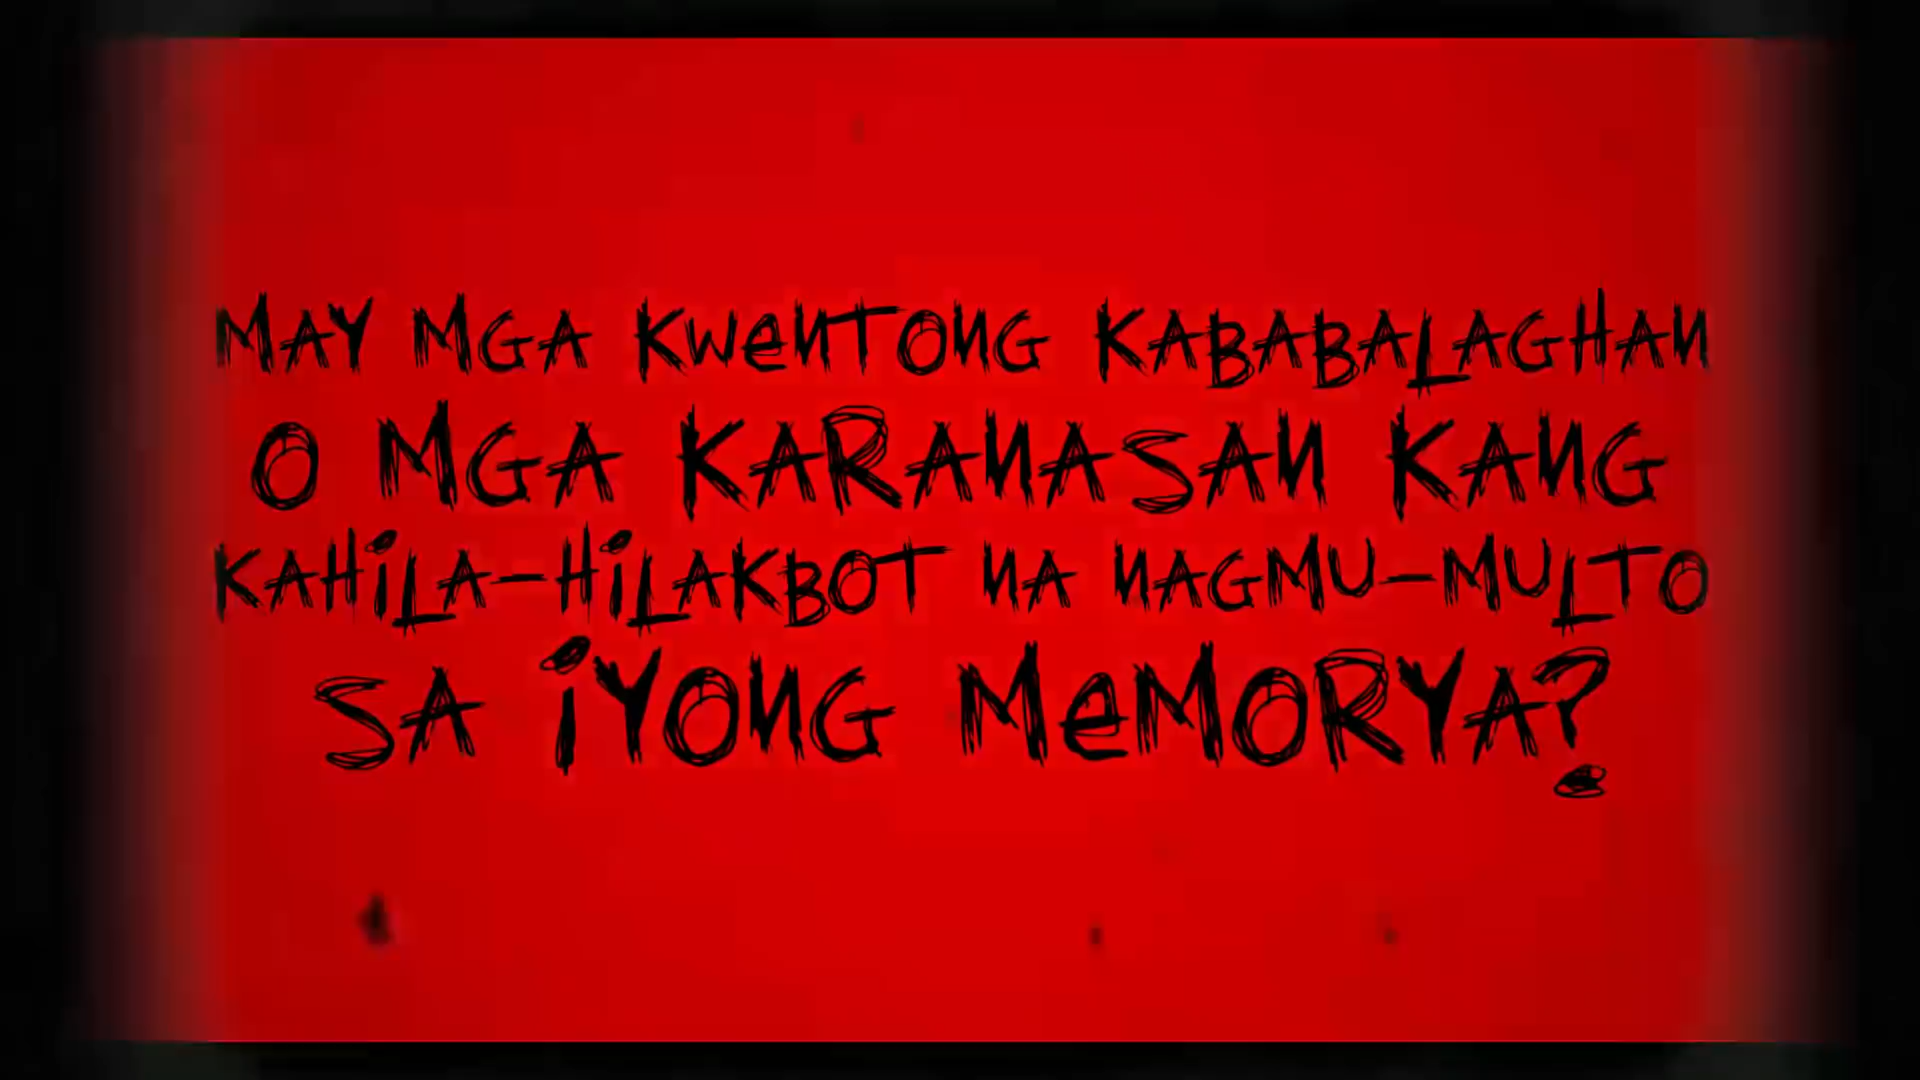 MAY MGA KWeNTONG KABABALAGHAN
O MGA KARANASAN KANG
KAHiLA-HiLAKBOT NA NAGMU-MULTO
SA iYONG MeMORYA?